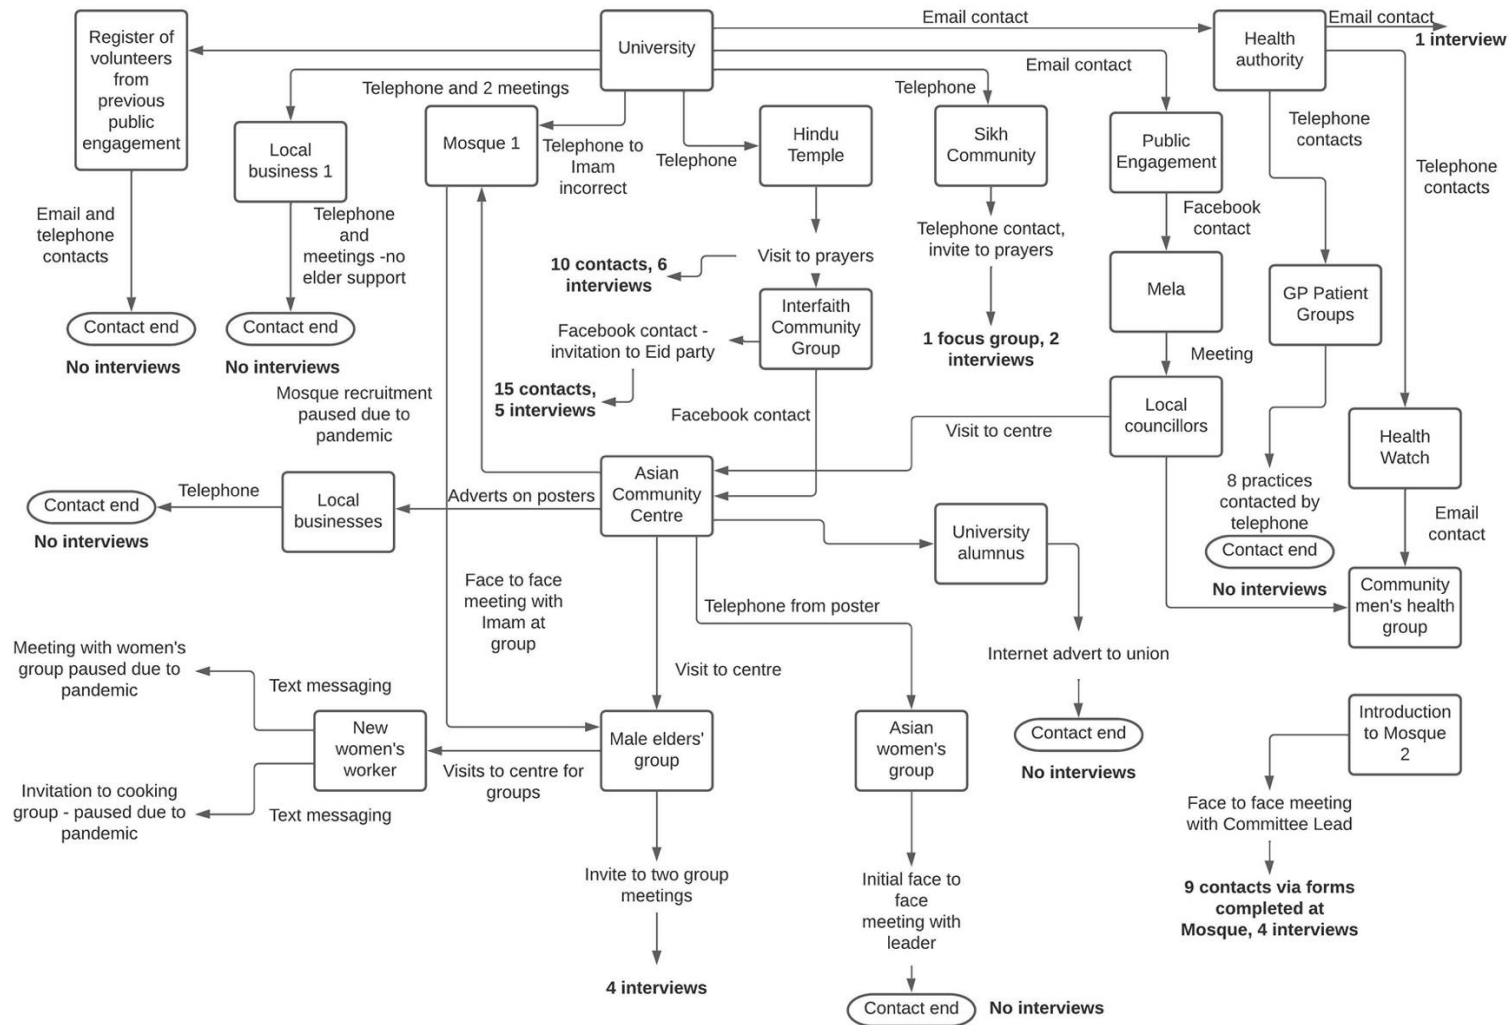 Register of
volunteers
from
previous
public
engagement
University
Email contact
Health
authority
Email contact
1 interview
Telephone and 2 meetings
Email contact
Telephone
Local
business 1
Mosque 1
Telephone to
Imam
incorrect
Telephone
Hindu
Temple
Sikh
Community
Public
Engagement
Telephone
contacts
Telephone
contacts
Email and
telephone
contacts
Telephone
and
meetings -no
elder support
Visit to prayers
10 contacts, 6
interviews
Telephone contact,
invite to prayers
Facebook
contact
Mela
GP Patient
Groups
Contact end
No interviews
Contact end
No interviews
Interfaith
Community
Group
Facebook contact -
invitation to Eid party
15 contacts,
5 interviews
1 focus group, 2
interviews
Meeting
Mosque recruitment
paused due to
pandemic
Facebook contact
Local
councillors
Visit to centre
Health
Watch
Asian
Community
Centre
Adverts on posters
Local
businesses
Telephone
Contact end
No interviews
University
alumnus
8 practices
contacted by
telephone
Contact end
No interviews
Email
contact
Community
men's health
group
Face to face
meeting with
Imam at
group
Telephone from poster
Visit to centre
Internet advert to union
Contact end
No interviews
Meeting with women's
group paused due to
pandemic
Text messaging
New
women's
worker
Male elders'
group
Visits to centre for
groups
Asian
women's
group
Introduction
to Mosque
2
Invitation to cooking
group - paused due to
pandemic
Text messaging
Face to face meeting
with Committee Lead
Invite to two group
meetings
4 interviews
Initial face to
face
meeting with
leader
Contact end
No interviews
9 contacts via forms
completed at
Mosque, 4 interviews